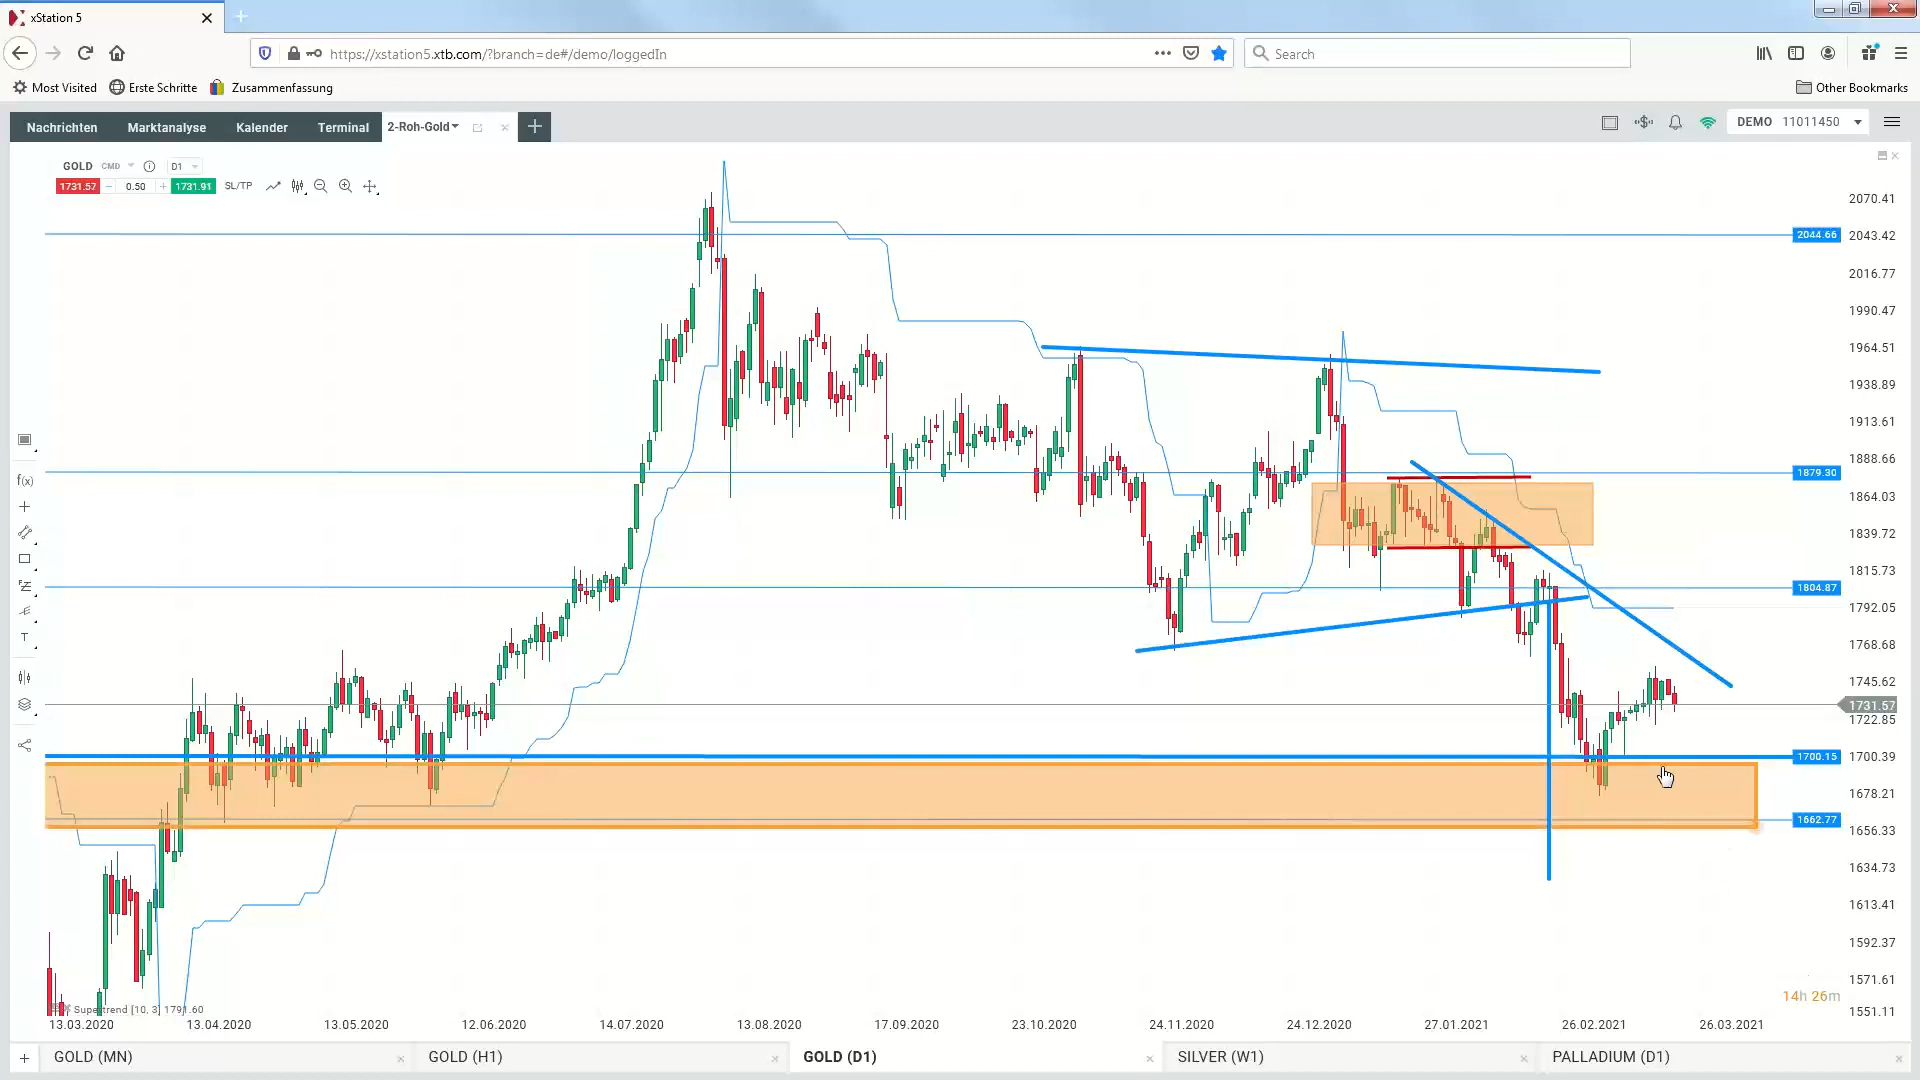 xStation 5
https://xstation5.xtb.com/?branch=de#/demo/loggedIn
Search
Most Visited Erste Schritte Zusammenfassung Other Bookmarks
Nachrichten Marktanalyse Kalender Terminal 2-Roh-Gold DEMO 11011450
GOLD CMD D1
1731.57 0.50 1731.91 SL/TP
2070.41
2044.66
2043.42
2016.77
1990.47
1964.51
1938.89
1913.61
1888.66
1879.30
1864.03
1839.72
1815.73
1804.87
1792.05
1768.68
1745.62
1731.57
1722.85
1700.15 1700.39
1678.21
1662.77
1656.33
1634.73
1613.41
1592.37
1571.61
14h 26m
Supertrend [10, 3] 1791.60
1551.11
f(x)
T
13.03.2020 13.04.2020 13.05.2020 12.06.2020 14.07.2020 13.08.2020 17.09.2020 23.10.2020 24.11.2020 24.12.2020 27.01.2021 26.02.2021 26.03.2021
GOLD (MN) GOLD (H1) GOLD (D1) SILVER (W1) PALLADIUM (D1)